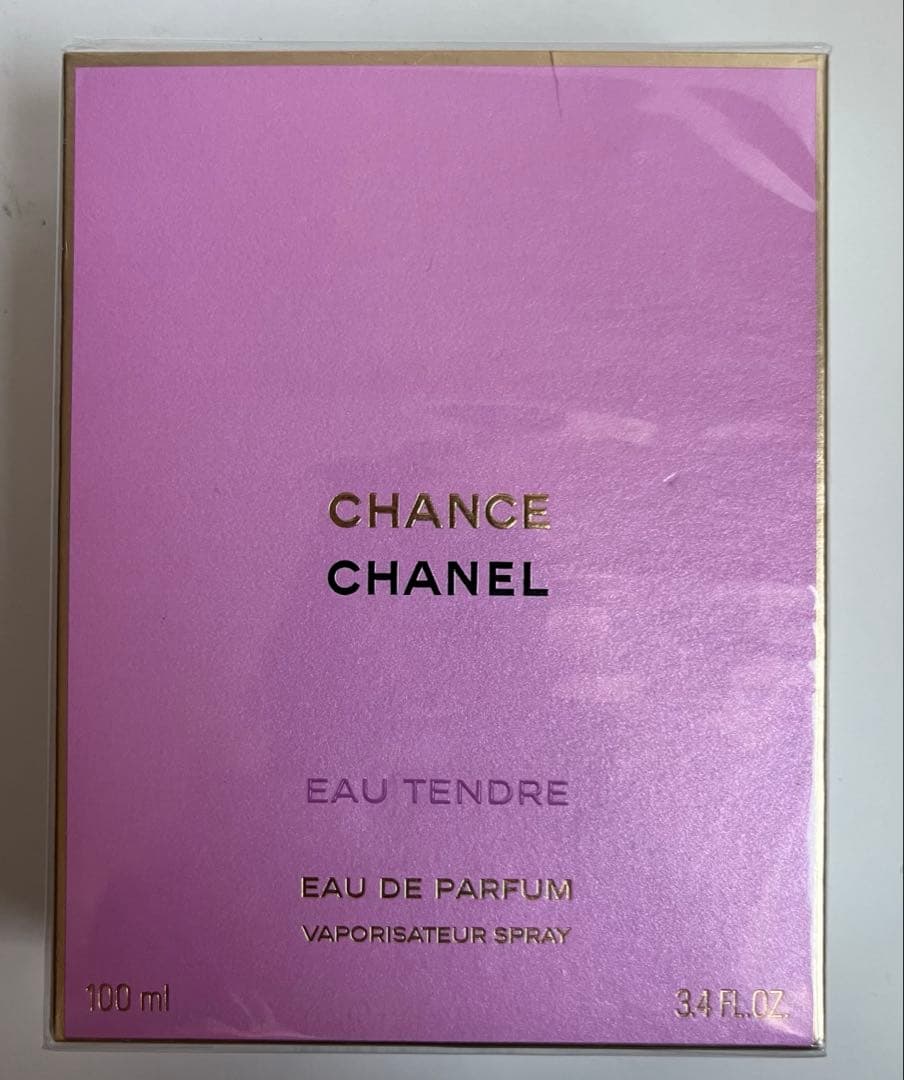 CHANCE
CHANEL
EAU TENDRE
EAU DE PARFUM
VAPORISATEUR SPRAY
100 ml 3.4 FL.OZ.